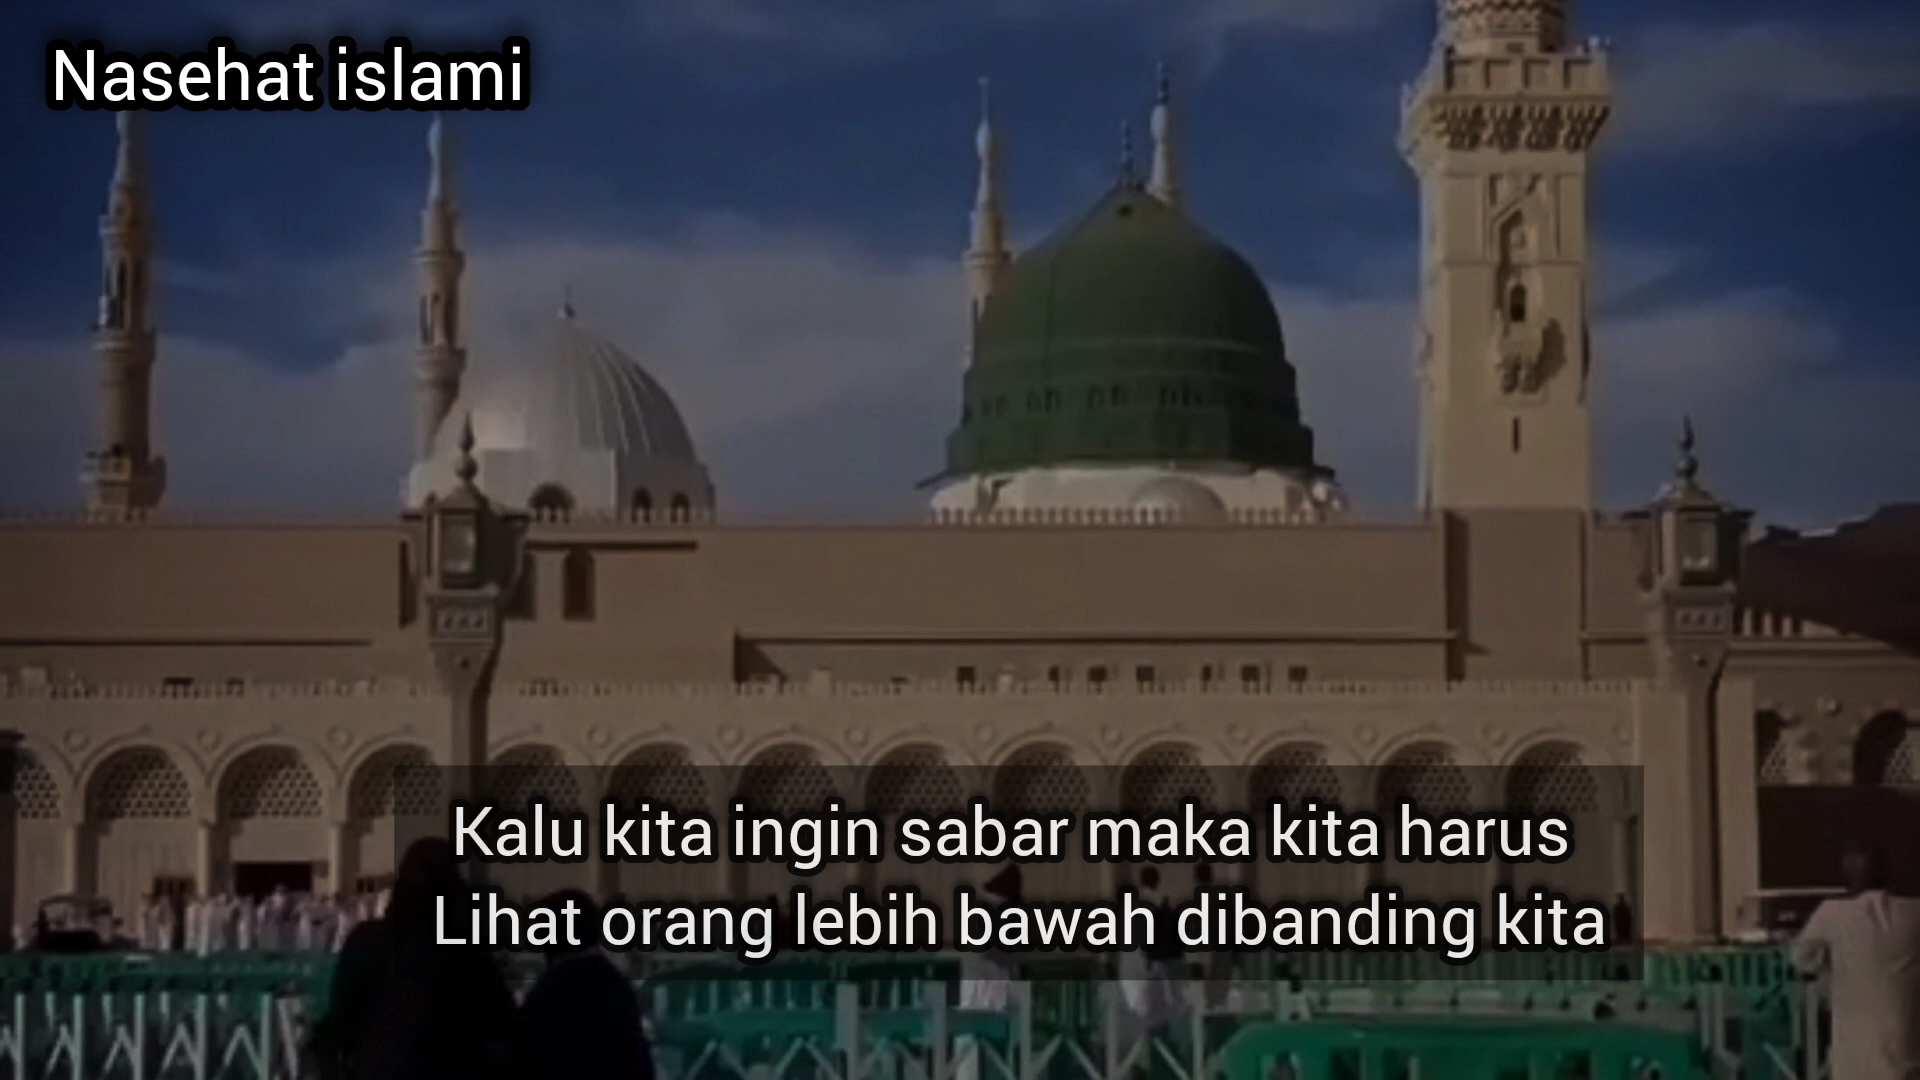 Nasehat islami
Kalu kita ingin sabar maka kita harus
Lihat orang lebih bawah dibanding kita